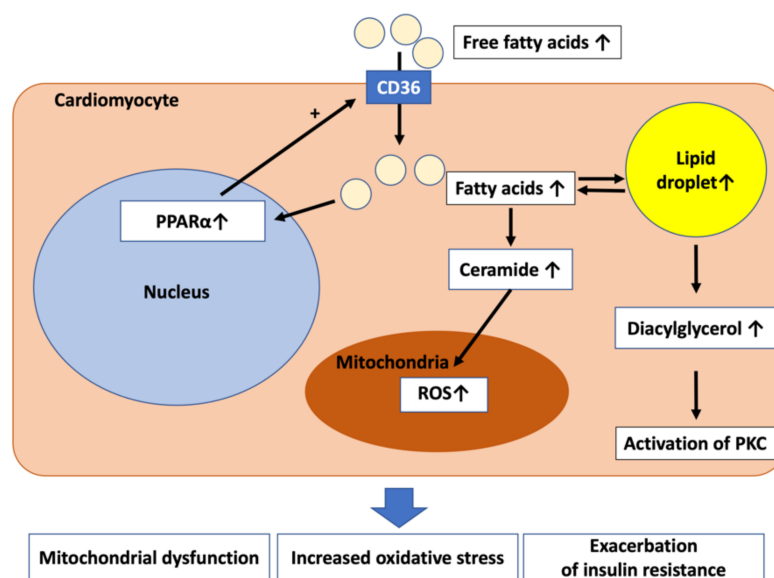 Free fatty acids ↑
CD36
Cardiomyocyte
+
Lipid
droplet↑
Fatty acids ↑
PPARα↑
Ceramide ↑
Nucleus
Diacylglycerol ↑
Mitochondria
ROS↑
Activation of PKC
Mitochondrial dysfunction
Increased oxidative stress
Exacerbation
of insulin resistance